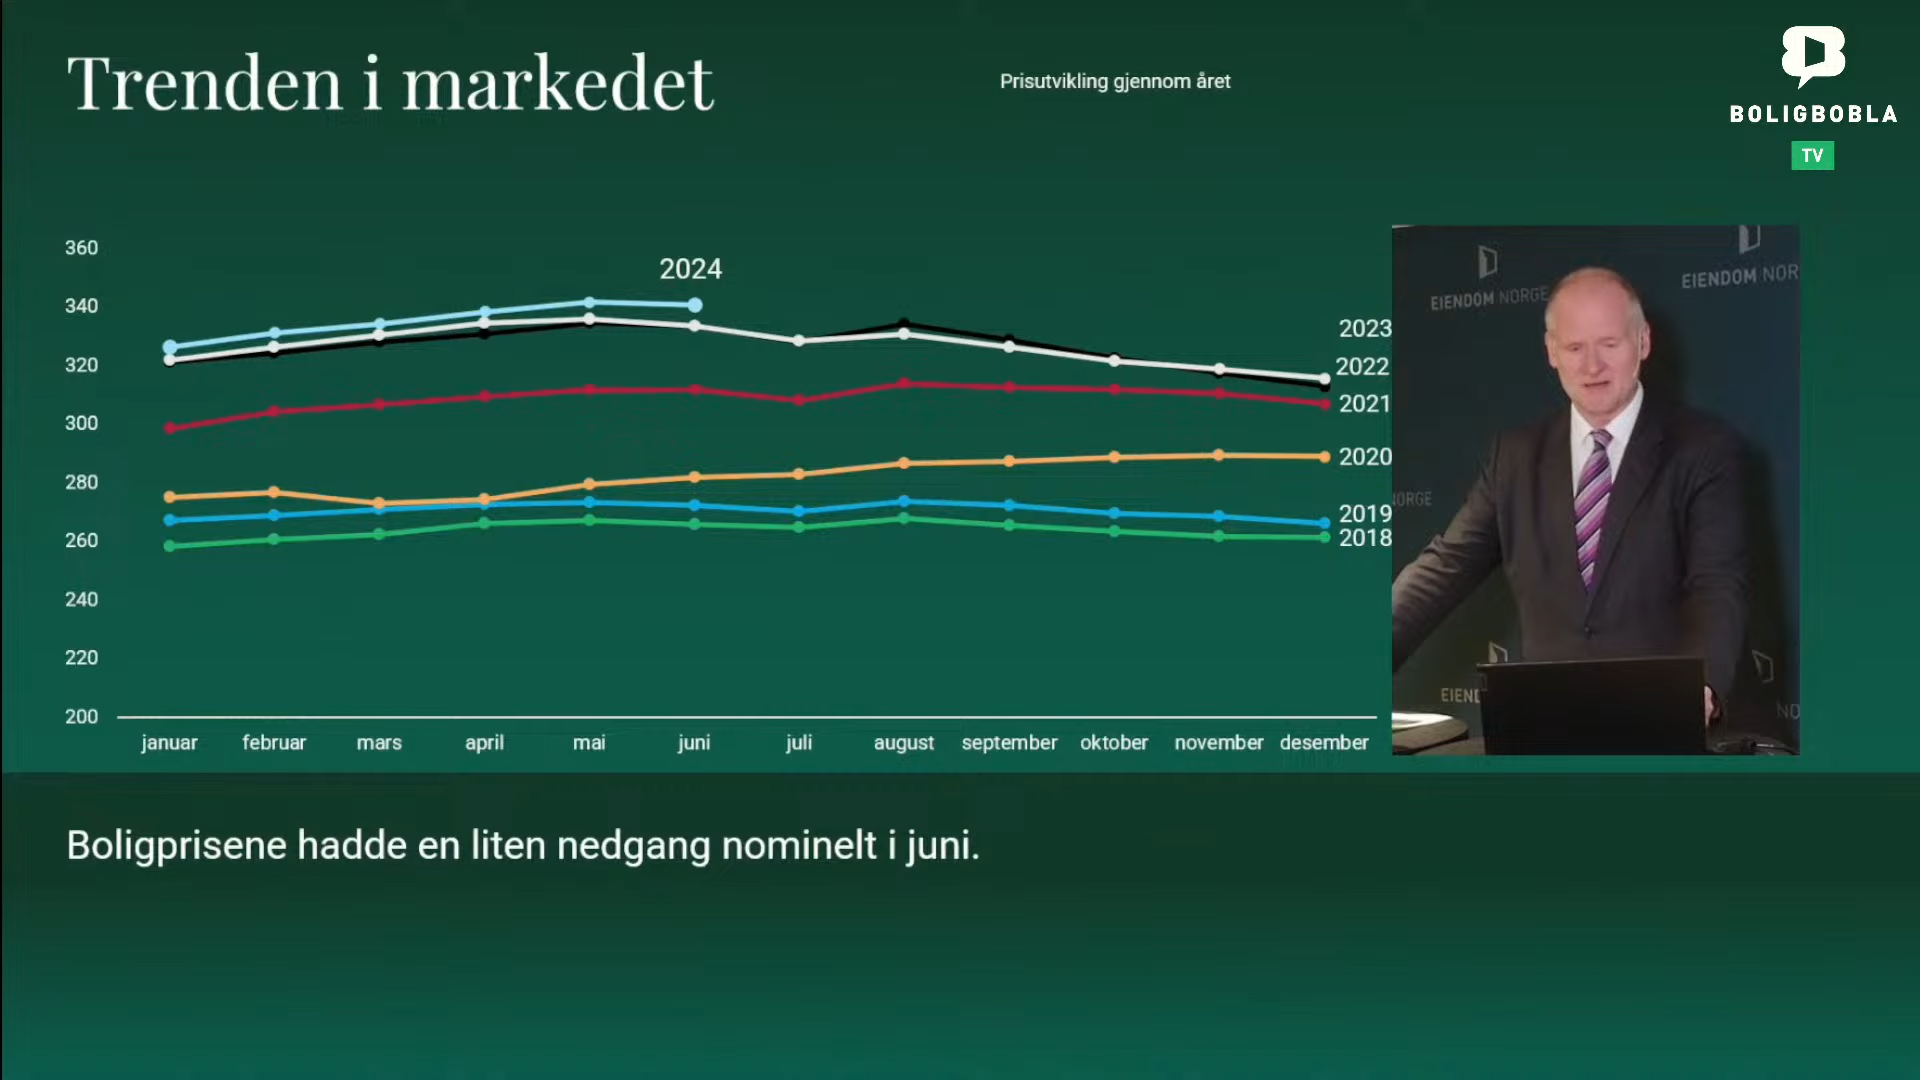 Trenden i markedet
Prisutvikling gjennom året
BOLIGBOBLA
TV
360
340
320
300
280
260
240
220
200
2024
2023
2022
2021
2020
2019
2018
januar februar mars april mai juni juli august september oktober november desember
EIENDOM NORGE
EIENDOM NOR
NORGE
EIEND
NO
Boligprisene hadde en liten nedgang nominelt i juni.